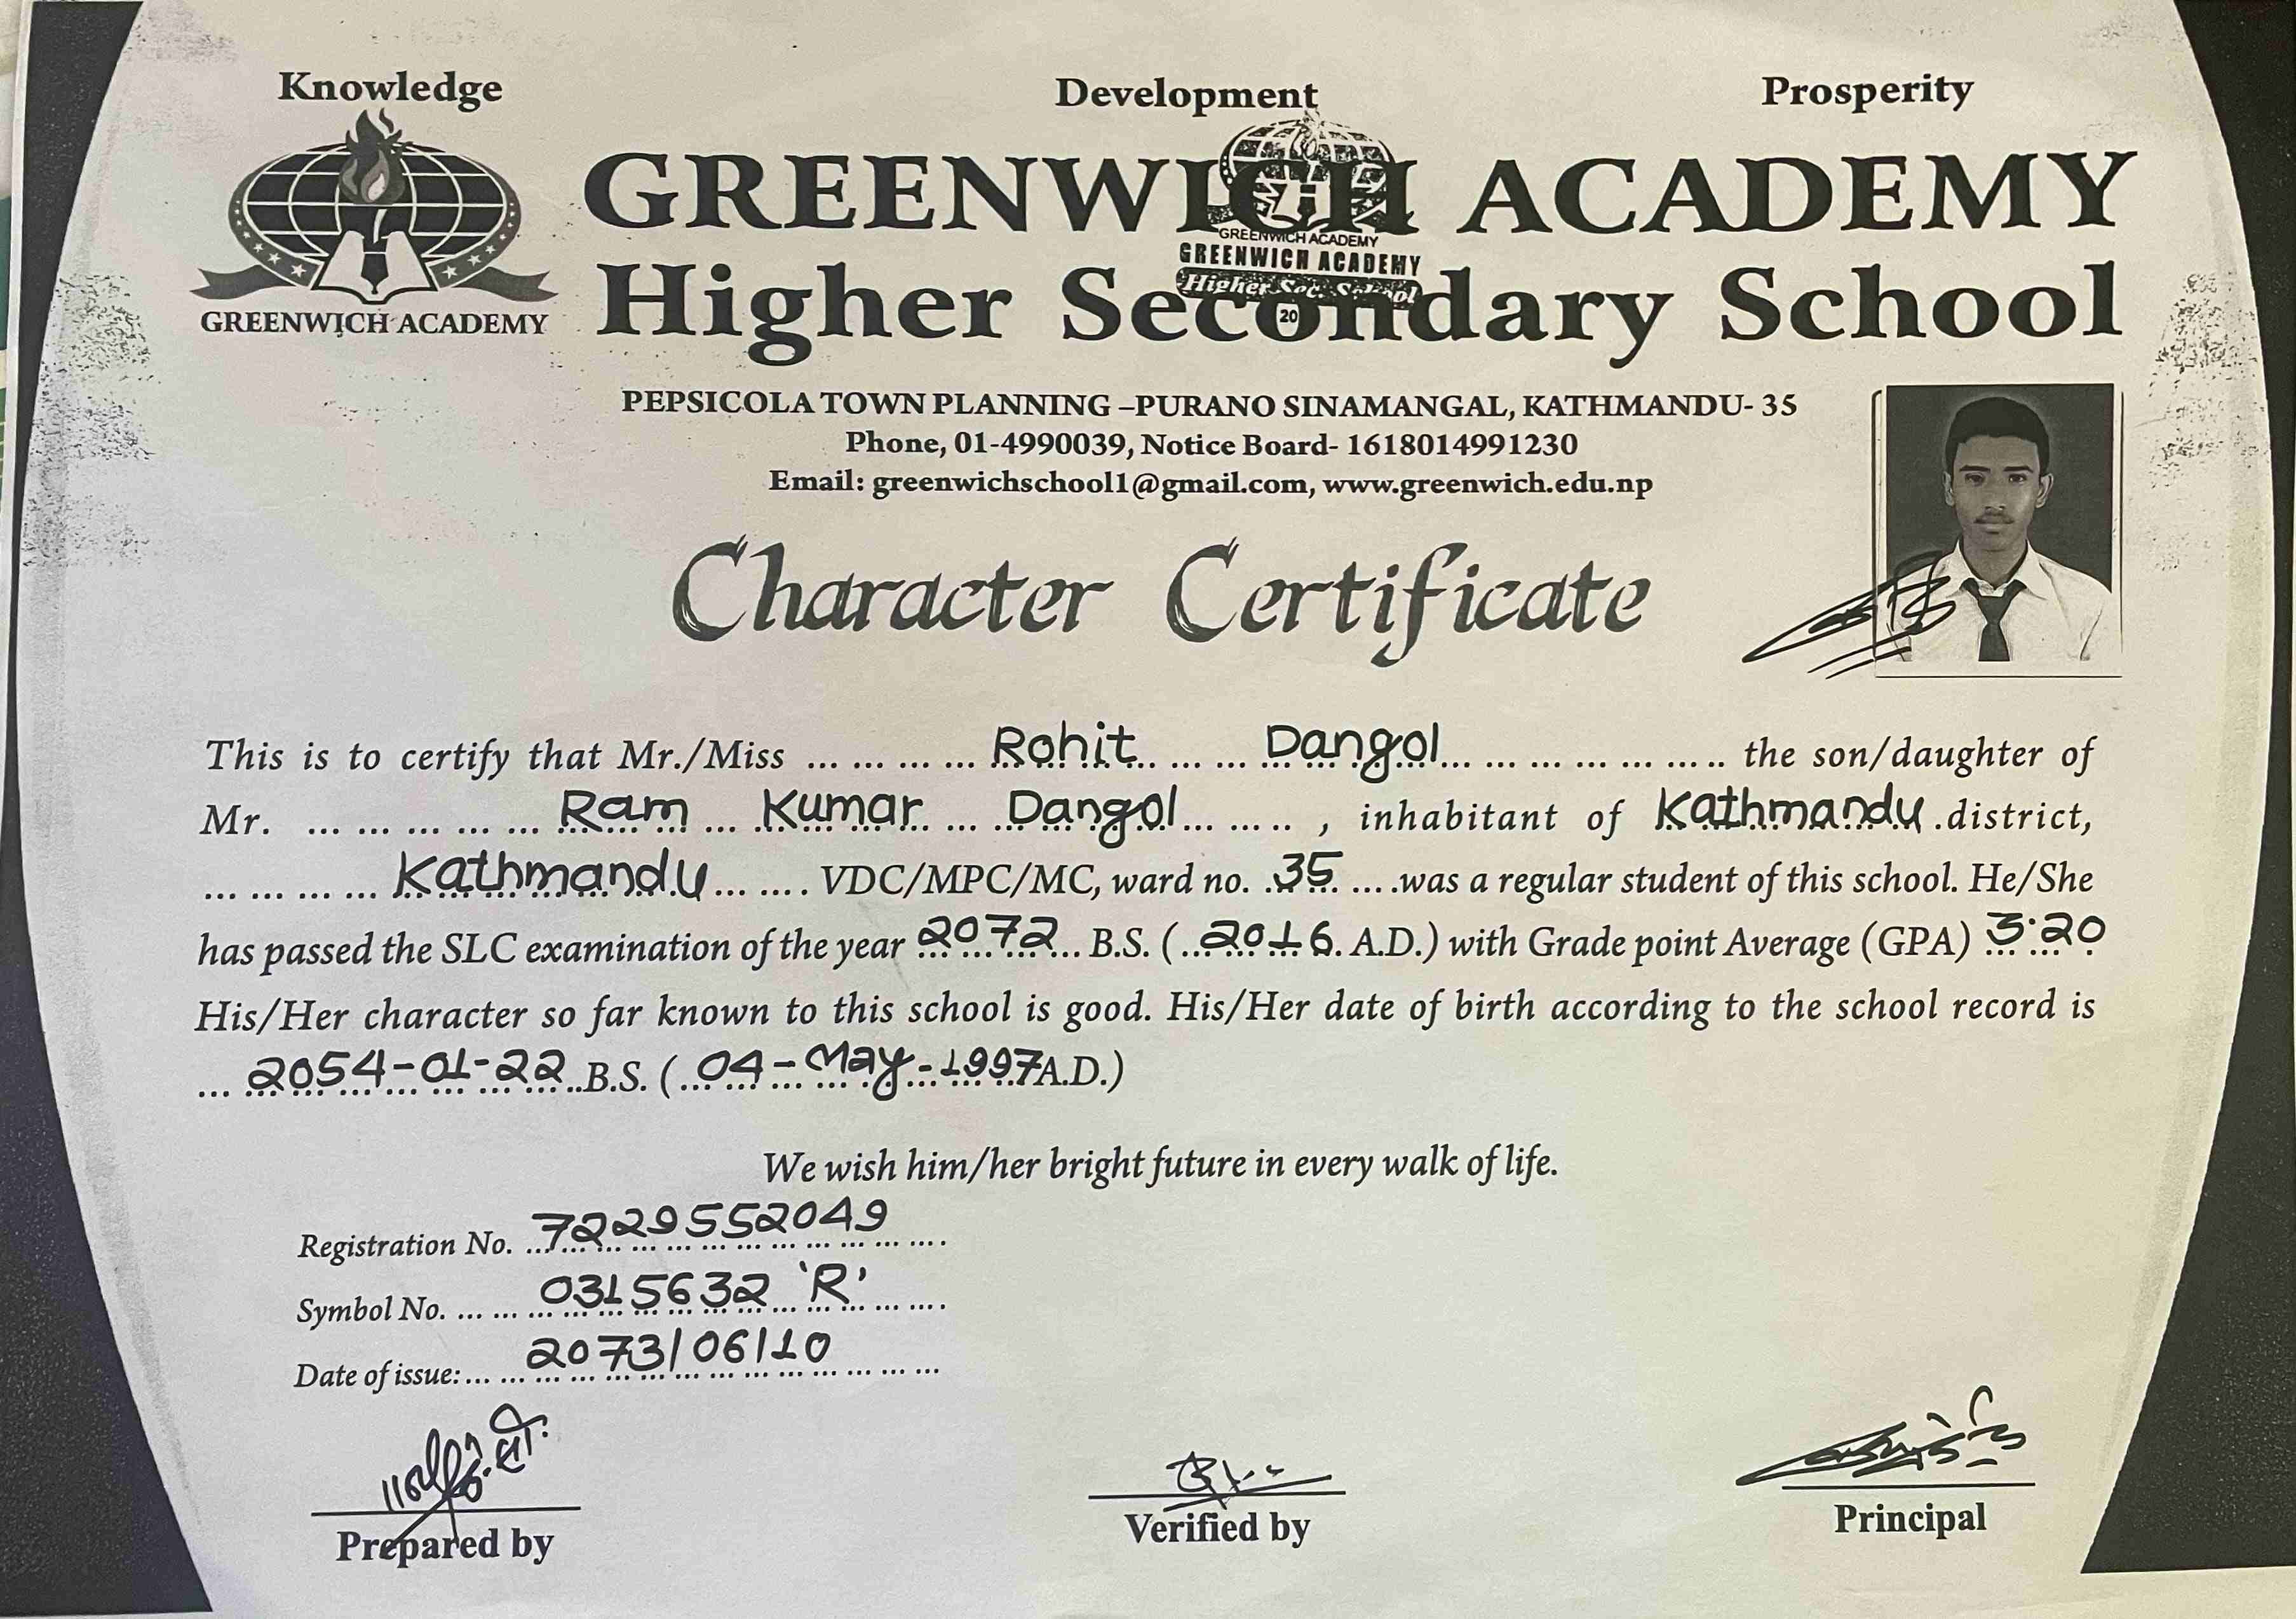 Knowledge Development Prosperity
GREENWICH ACADEMY
GREENWICH ACADEMY
GREENWICH ACADEMY
Higher Sec. School
20
Higher Secondary School
GREENWICH ACADEMY
PEPSICOLA TOWN PLANNING –PURANO SINAMANGAL, KATHMANDU- 35
Phone, 01-4990039, Notice Board- 1618014991230
Email: greenwichschool1@gmail.com, www.greenwich.edu.np
Character Certificate
This is to certify that Mr./Miss ... ... ... ... Rohit ... ... Dangol ... ... ... ... ... ... .. the son/daughter of
Mr. ... ... ... ... ... Ram ... Kumar ... Dangol ... ... .. , inhabitant of Kathmandu .district,
... ... ... ... Kathmandu ... .... VDC/MPC/MC, ward no. .35. ... .was a regular student of this school. He/She
has passed the SLC examination of the year 2072 ... B.S. ( ..2016. A.D.) with Grade point Average (GPA) 3.20
His/Her character so far known to this school is good. His/Her date of birth according to the school record is
... 2054-01-22 ..B.S. ( ...04-May-1997 A.D.)
We wish him/her bright future in every walk of life.
Registration No. ...7229552049 ....
Symbol No. ... ... ... 0315632 'R' ... ....
Date of issue:... ... 2073/06/10 ... ... ...
Prepared by Verified by Principal